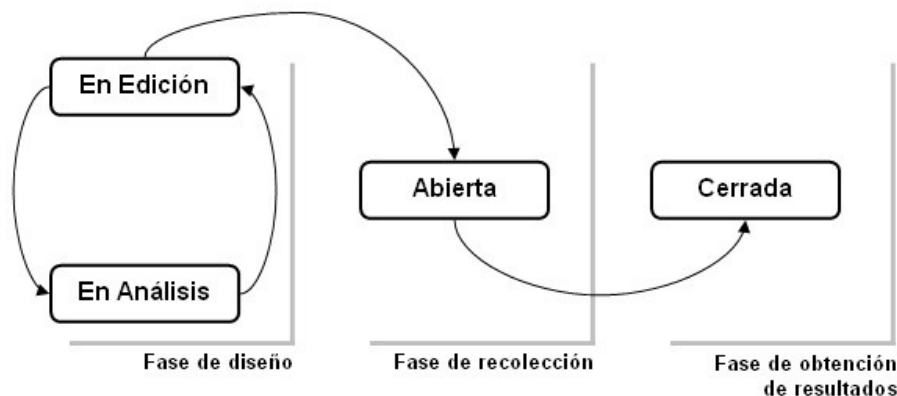 En Edición
Abierta
Cerrada
En Análisis
Fase de diseño
Fase de recolección
Fase de obtención
de resultados